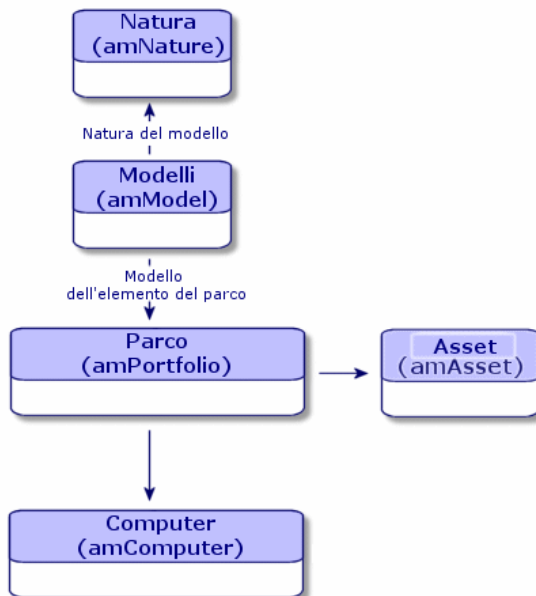 Natura
(amNature)
Natura del modello
Modelli
(amModel)
Modello
dell'elemento del parco
Parco
(amPortfolio)
Asset
(amAsset)
Computer
(amComputer)